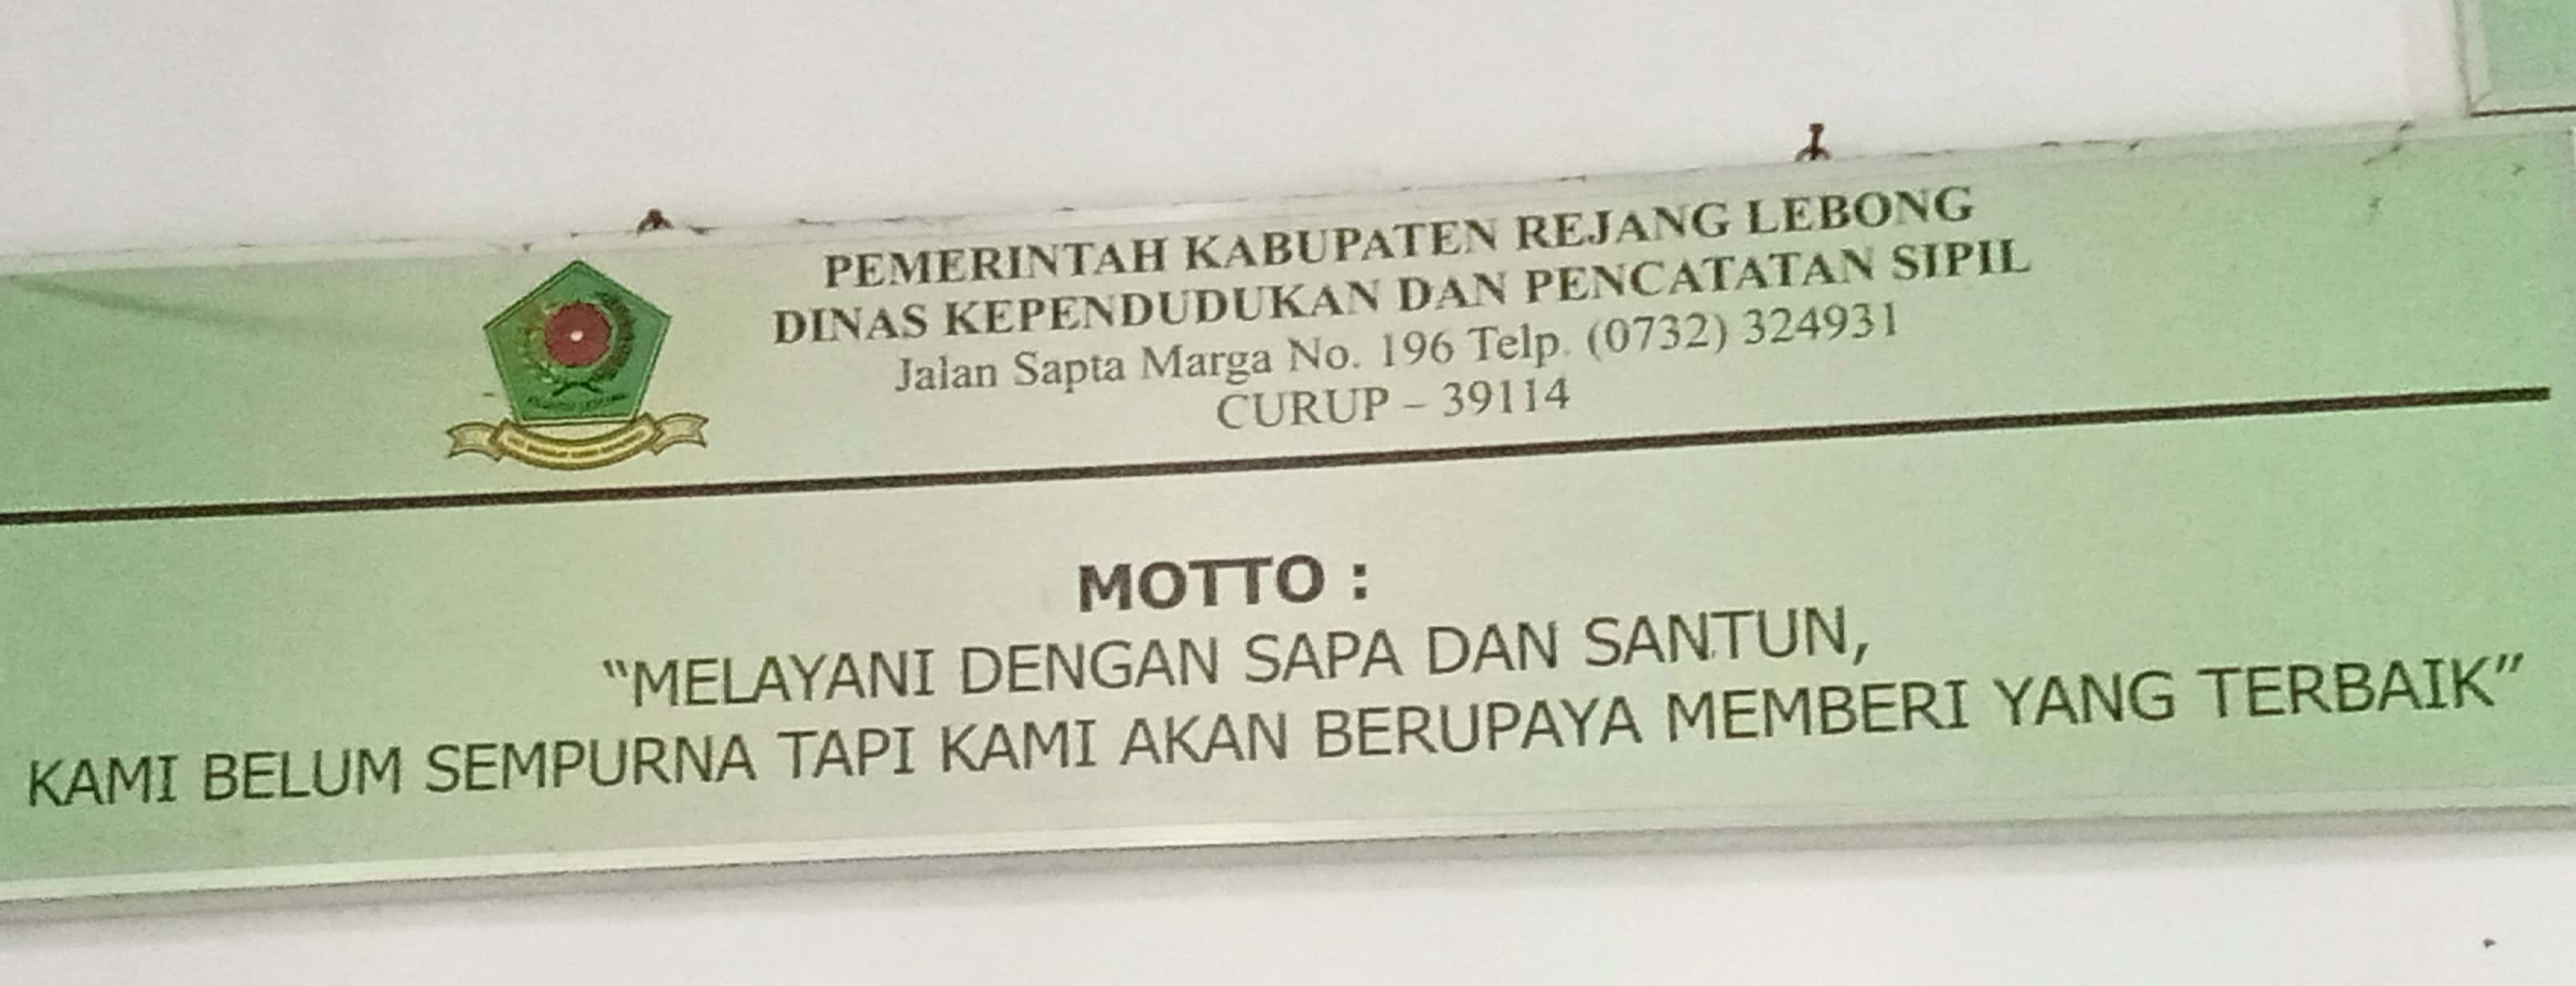 PEMERINTAH KABUPATEN REJANG LEBONG
DINAS KEPENDUDUKAN DAN PENCATATAN SIPIL
Jalan Sapta Marga No. 196 Telp. (0732) 324931
CURUP – 39114
MOTTO :
“MELAYANI DENGAN SAPA DAN SANTUN,
KAMI BELUM SEMPURNA TAPI KAMI AKAN BERUPAYA MEMBERI YANG TERBAIK”